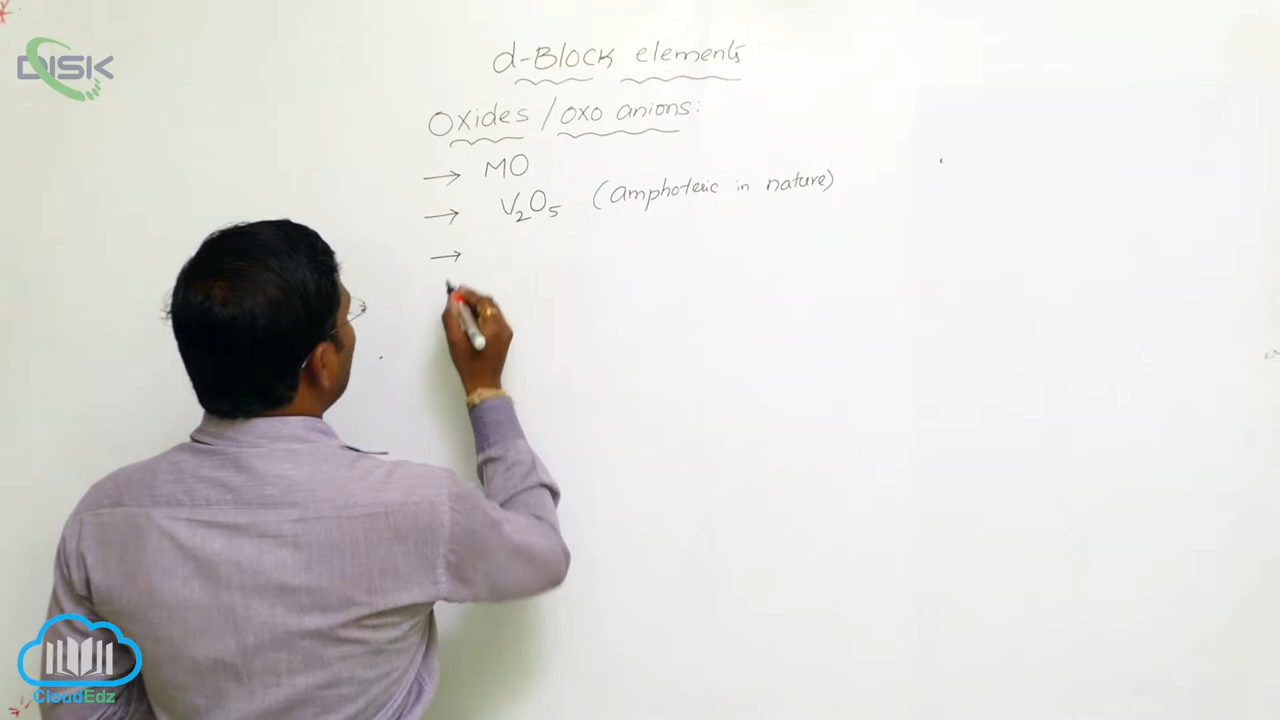 DISK
d-Block elements
Oxides / oxo anions:
→ MO
→ V₂O₅ (amphoteric in nature)
→
CloudEdz